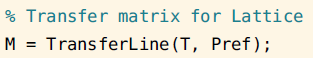 % Transfer matrix for Lattice
M = TransferLine(T, Pref);